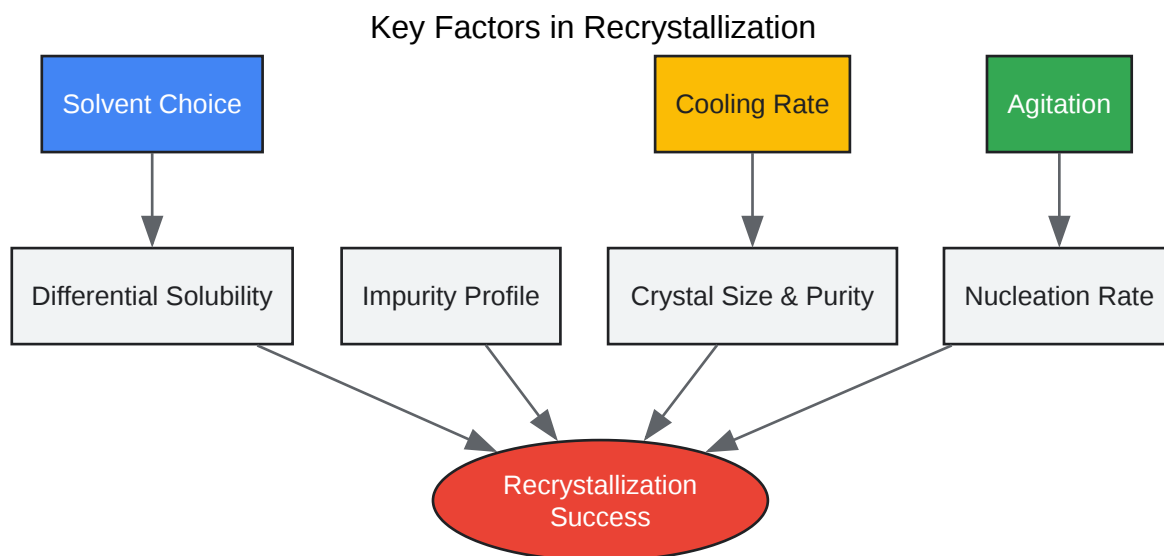 Key Factors in Recrystallization
Solvent Choice
Cooling Rate
Agitation
Differential Solubility
Impurity Profile
Crystal Size & Purity
Nucleation Rate
Recrystallization
Success